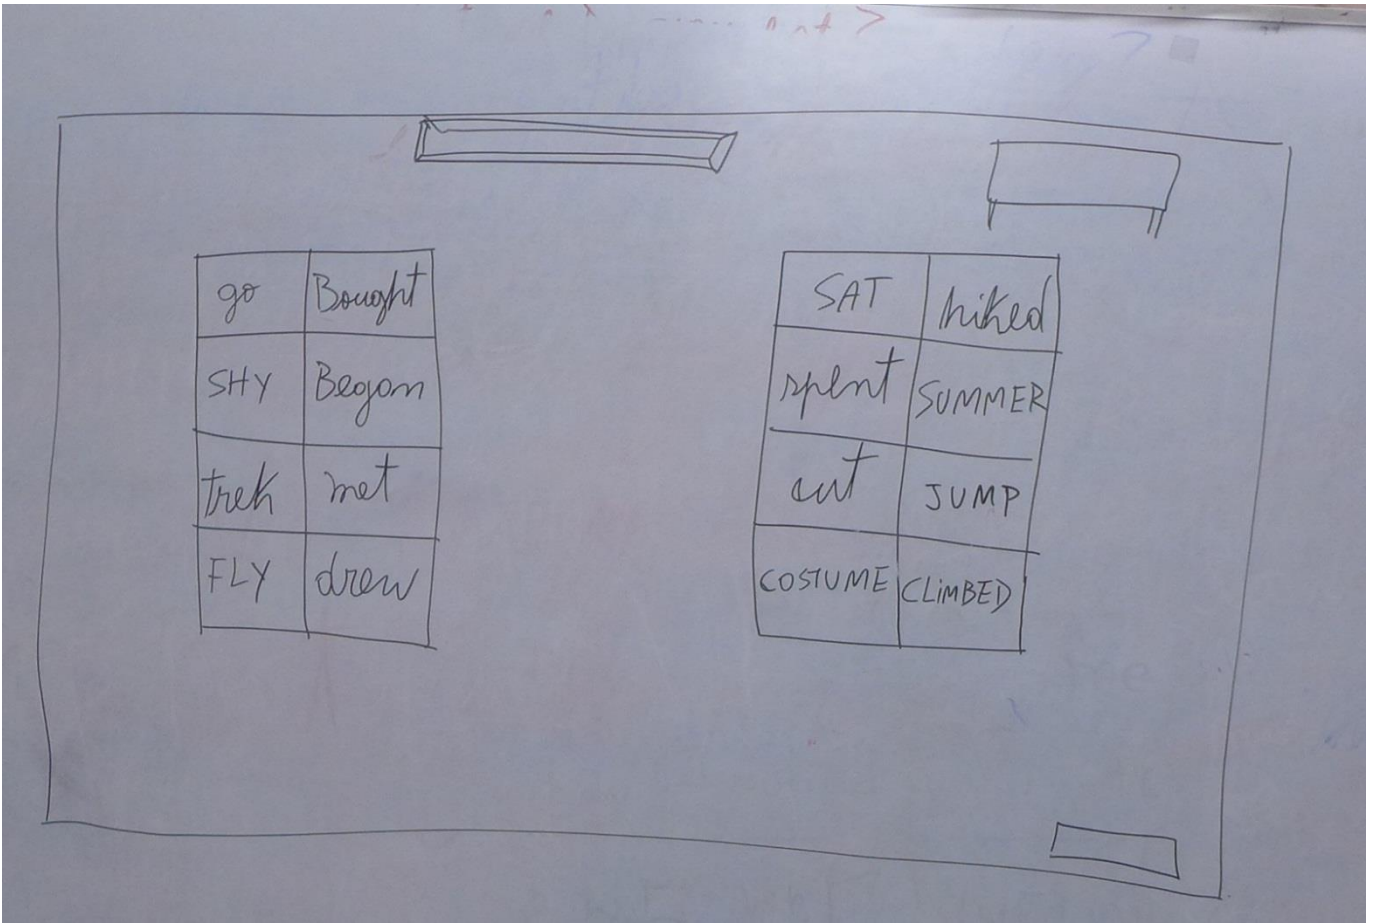 go Bought
SHY Began
trek met
FLY drew
SAT hiked
spent SUMMER
cut JUMP
COSTUME CLiMBED